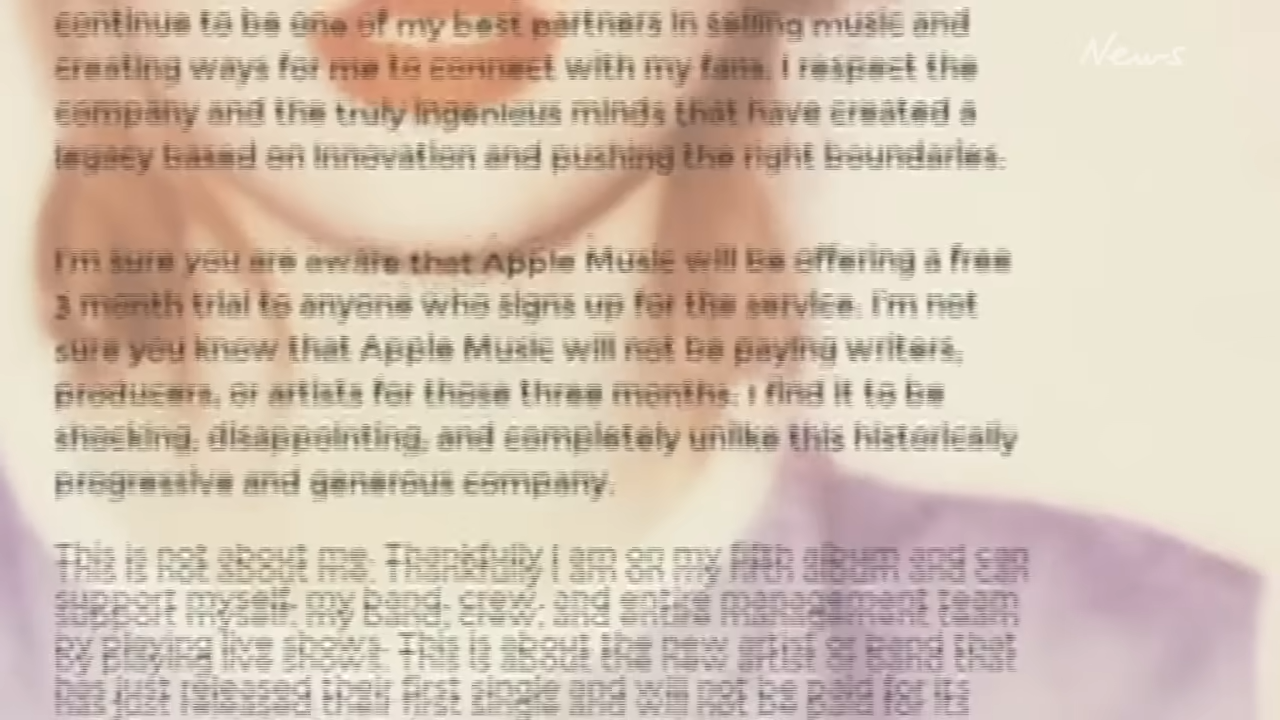 continue to be one of my best partners in selling music and
News
creating ways for me to connect with my fans. I respect the
company and the truly ingenious minds that have created a
legacy based on innovation and pushing the right boundaries.
I'm sure you are aware that Apple Music will be offering a free
3 month trial to anyone who signs up for the service. I'm not
sure you know that Apple Music will not be paying writers,
producers, or artists for those three months. I find it to be
shocking, disappointing, and completely unlike this historically
progressive and generous company.
This is not about me. Thankfully I am on my fifth album and can
support myself, my band, crew, and entire management team
by playing live shows. This is about the new artist or band that
has just released their first single and will not be paid for its